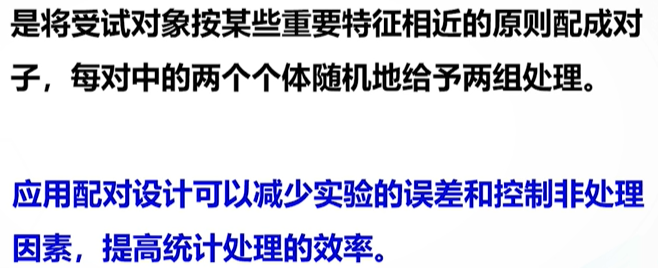 是将受试对象按某些重要特征相近的原则配成对
子，每对中的两个个体随机地给予两组处理。
应用配对设计可以减少实验的误差和控制非处理
因素，提高统计处理的效率。